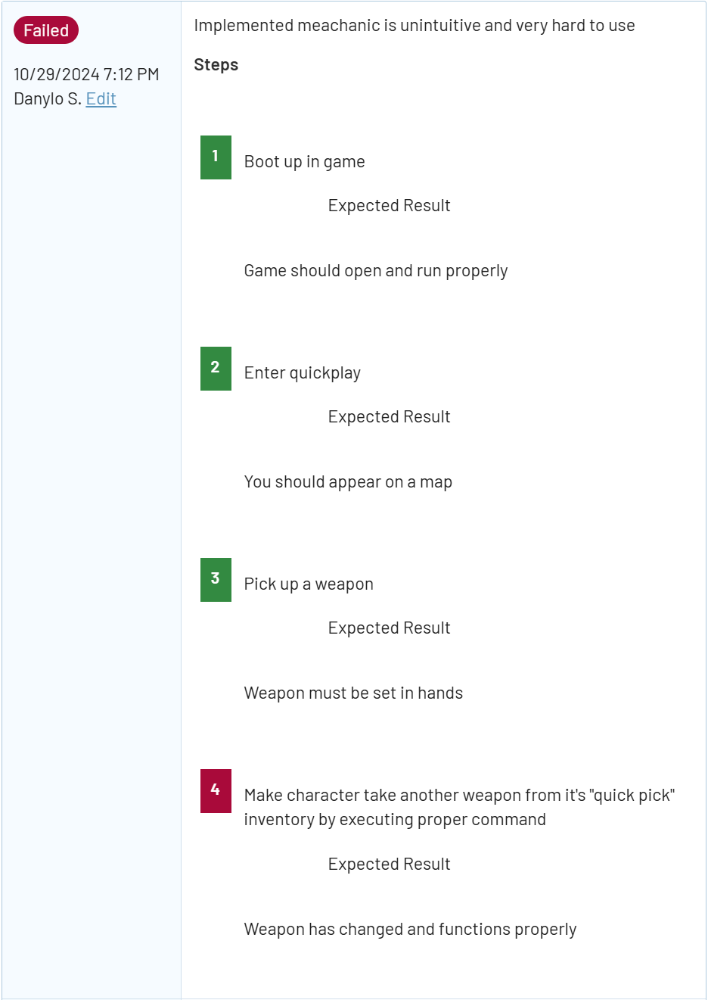 Failed
10/29/2024 7:12 PM
Danylo S. Edit
Implemented meachanic is unintuitive and very hard to use
Steps
1
Boot up in game
Expected Result
Game should open and run properly
2
Enter quickplay
Expected Result
You should appear on a map
3
Pick up a weapon
Expected Result
Weapon must be set in hands
4
Make character take another weapon from it's "quick pick"
inventory by executing proper command
Expected Result
Weapon has changed and functions properly